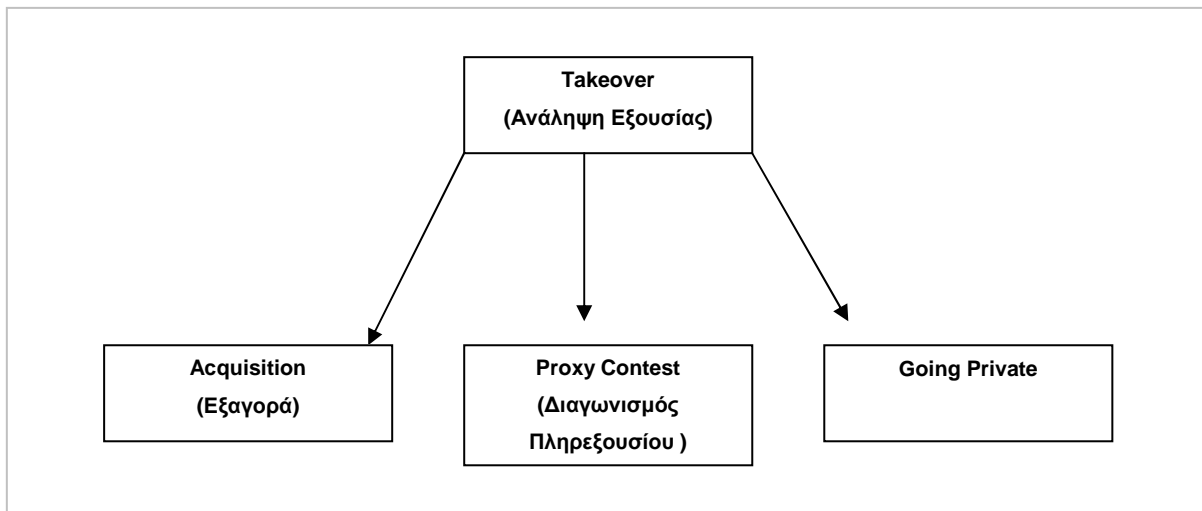 Takeover
(Ανάληψη Εξουσίας)
Acquisition
(Εξαγορά)
Proxy Contest
(Διαγωνισμός
Πληρεξουσίου )
Going Private